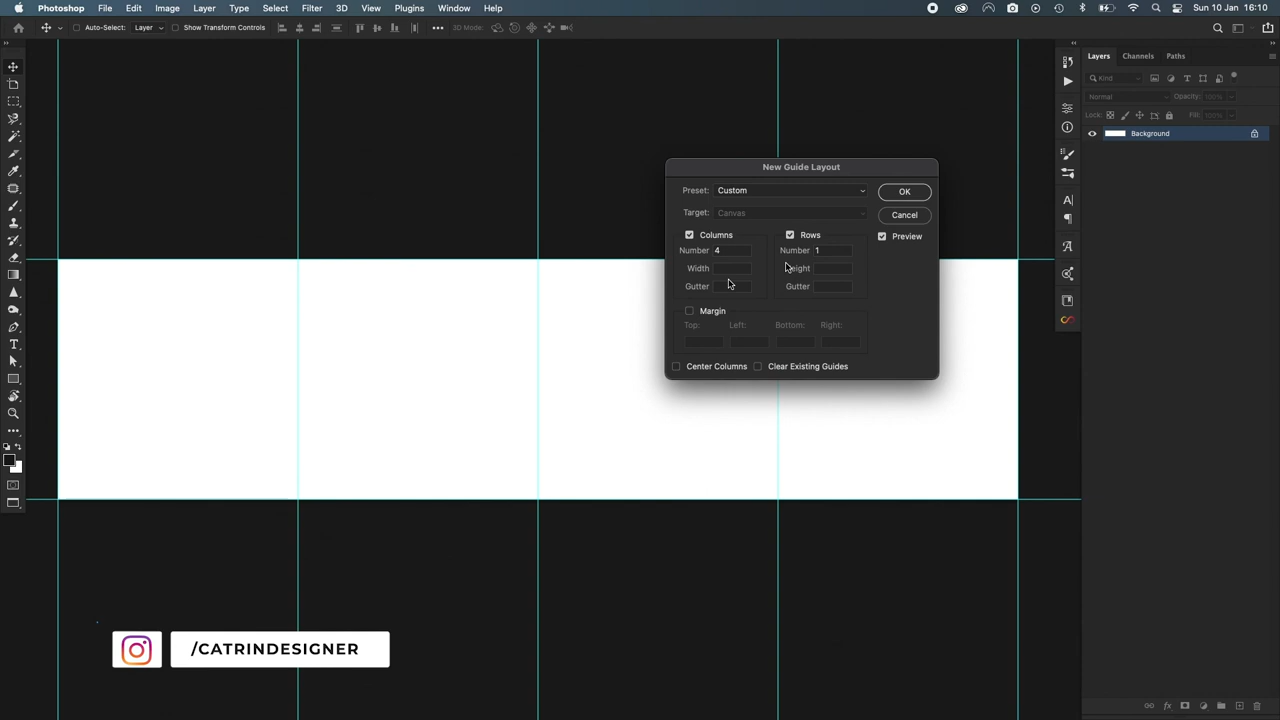 Photoshop File Edit Image Layer Type Select Filter 3D View Plugins Window Help Sun 10 Jan 16:10
Auto-Select: Layer Show Transform Controls 3D Mode:
Layers Channels Paths
Kind
Normal Opacity: 100%
Lock: Fill: 100%
Background
New Guide Layout
Preset: Custom OK
Target: Canvas Cancel
Columns Rows Preview
Number 4 Number 1
Width Height
Gutter Gutter
Margin
Top: Left: Bottom: Right:
Center Columns Clear Existing Guides
/CATRINDESIGNER